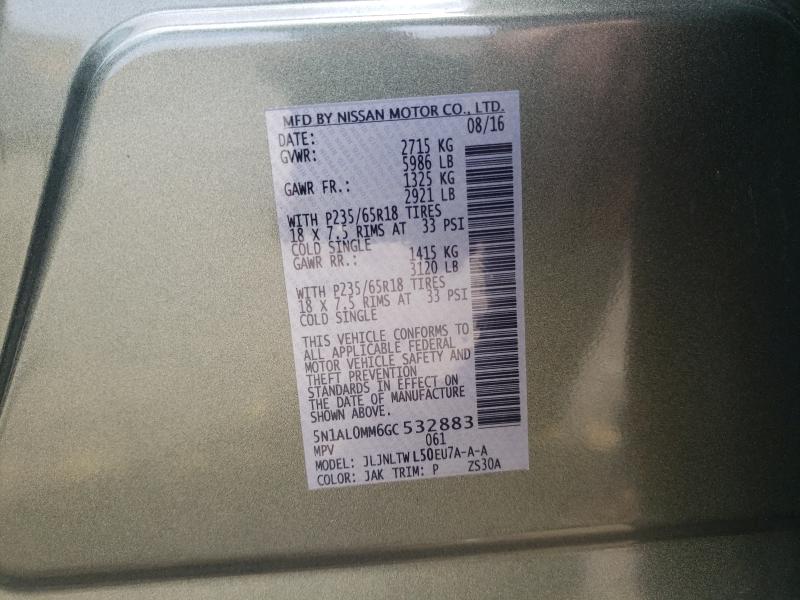 MFD BY NISSAN MOTOR CO., LTD.
DATE: 08/16
GVWR: 2715 KG
5986 LB
GAWR FR.: 1325 KG
2921 LB
WITH P235/65R18 TIRES
18 X 7.5 RIMS AT 33 PSI
COLD SINGLE
GAWR RR.: 1415 KG
3120 LB
WITH P235/65R18 TIRES
18 X 7.5 RIMS AT 33 PSI
COLD SINGLE
THIS VEHICLE CONFORMS TO
ALL APPLICABLE FEDERAL
MOTOR VEHICLE SAFETY AND
THEFT PREVENTION
STANDARDS IN EFFECT ON
THE DATE OF MANUFACTURE
SHOWN ABOVE.
5N1AL0MM6GC532883
MPV 061
MODEL: JLJNLTWL50EU7A-A-A
COLOR: JAK TRIM: P ZS30A